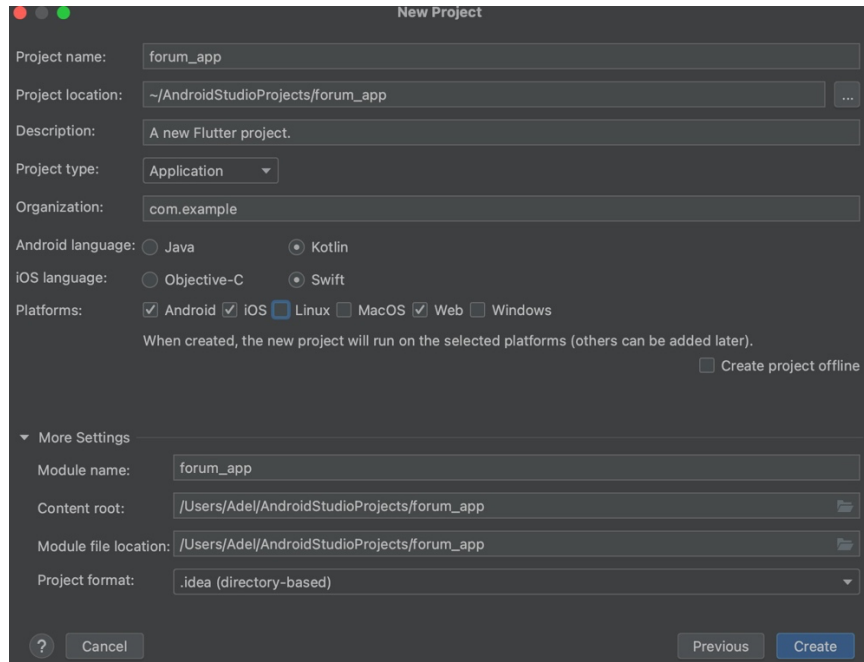 New Project
Project name: forum_app
Project location: ~/AndroidStudioProjects/forum_app ...
Description: A new Flutter project.
Project type: Application
Organization: com.example
Android language: Java Kotlin
iOS language: Objective-C Swift
Platforms: Android iOS Linux MacOS Web Windows
When created, the new project will run on the selected platforms (others can be added later).
Create project offline
More Settings
Module name: forum_app
Content root: /Users/Adel/AndroidStudioProjects/forum_app
Module file location: /Users/Adel/AndroidStudioProjects/forum_app
Project format: .idea (directory-based)
? Cancel Previous Create